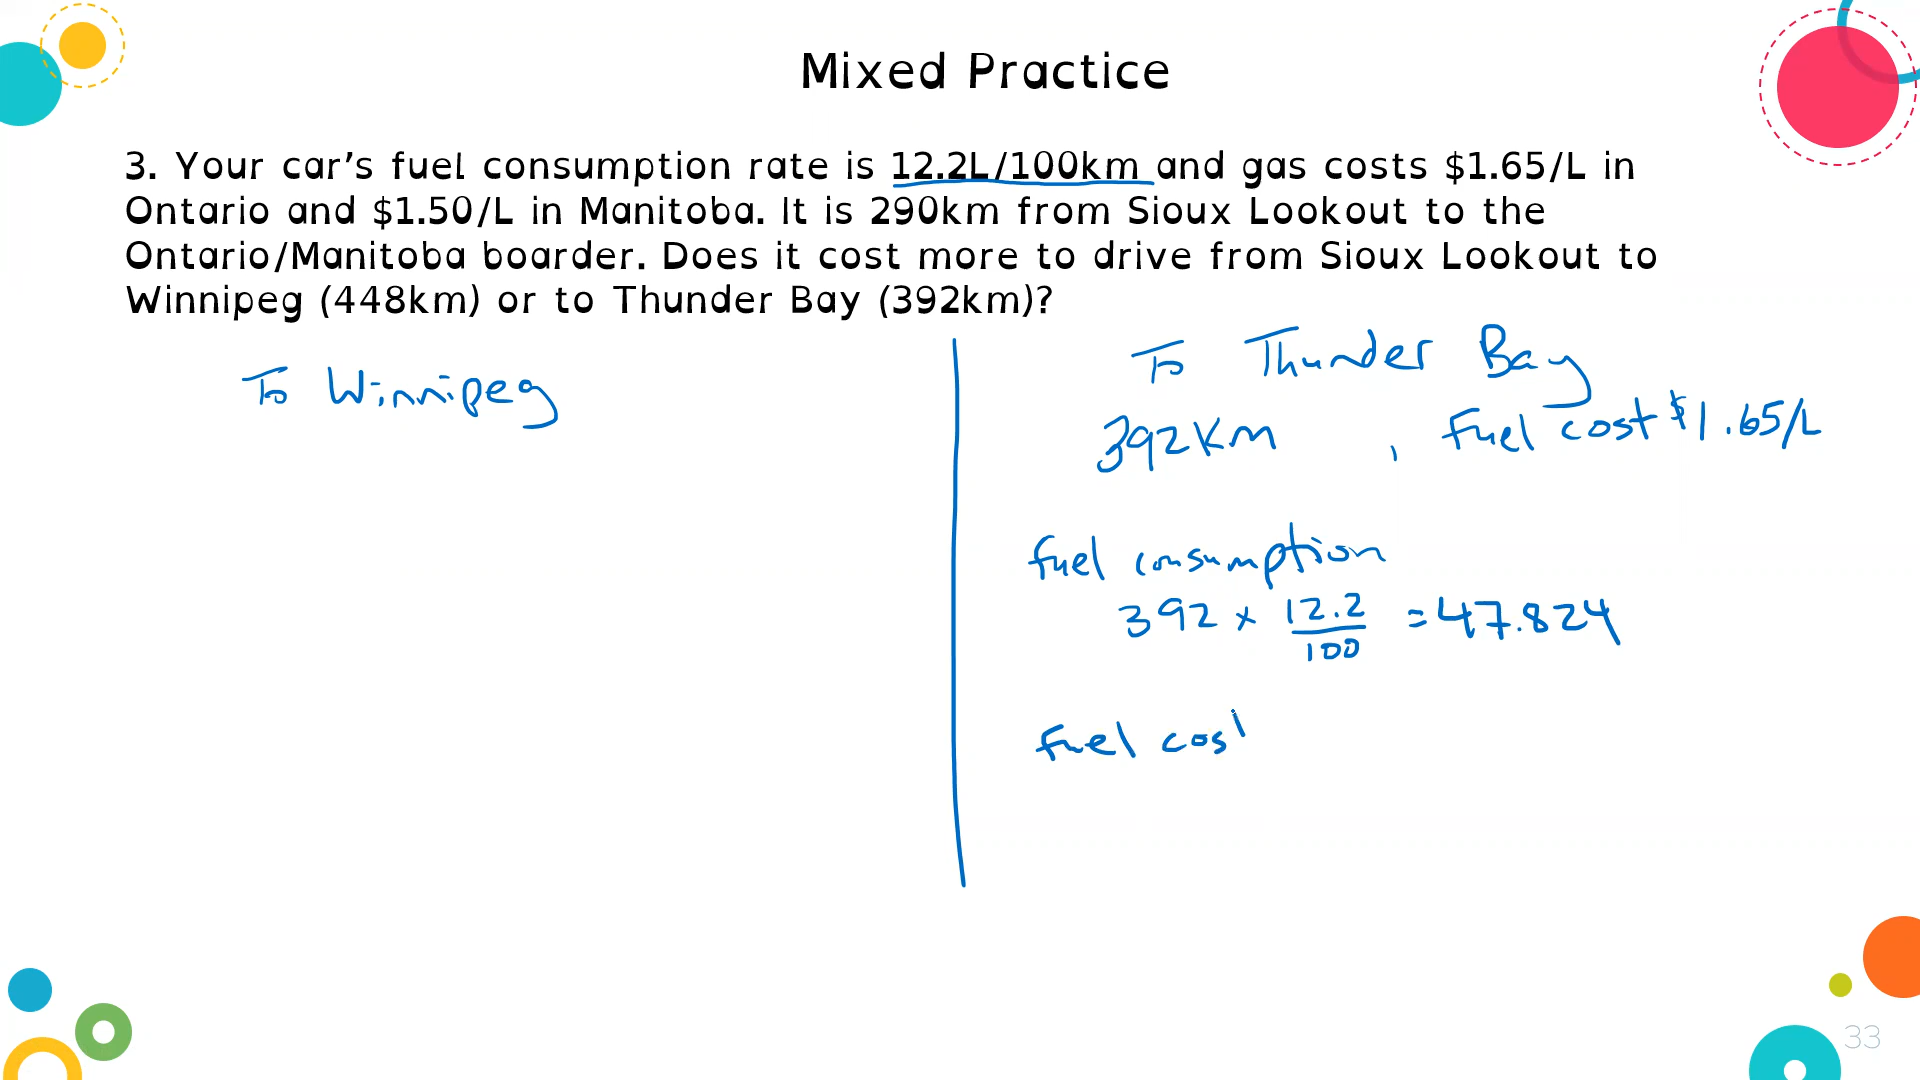 Mixed Practice
3. Your car’s fuel consumption rate is 12.2L/100km and gas costs $1.65/L in
Ontario and $1.50/L in Manitoba. It is 290km from Sioux Lookout to the
Ontario/Manitoba boarder. Does it cost more to drive from Sioux Lookout to
Winnipeg (448km) or to Thunder Bay (392km)?
To Winnipeg
To Thunder Bay
392km , fuel cost $1.65/L
fuel consumption
392 × 12.2/100 = 47.824
fuel cost
33